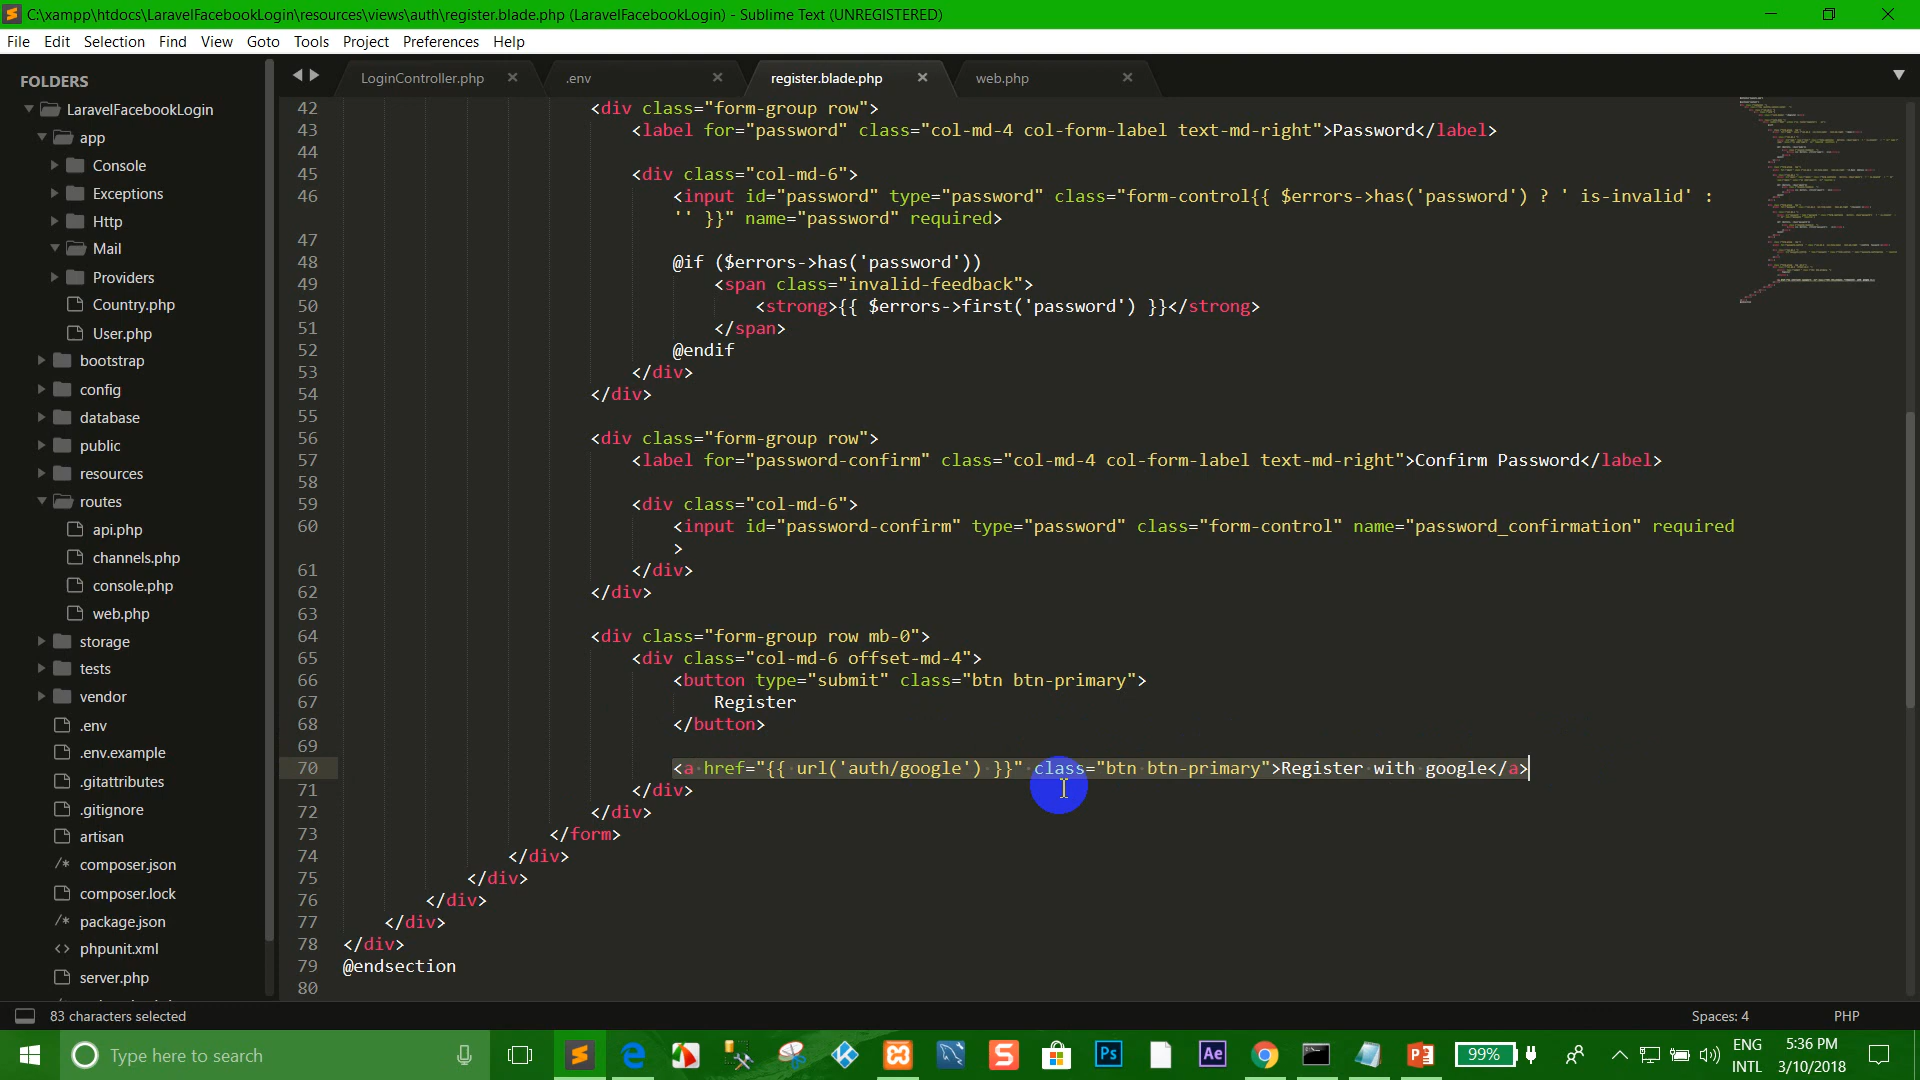 C:\xampp\htdocs\LaravelFacebookLogin\resources\views\auth\register.blade.php (LaravelFacebookLogin) - Sublime Text (UNREGISTERED)
File Edit Selection Find View Goto Tools Project Preferences Help
FOLDERS
LaravelFacebookLogin
app
Console
Exceptions
Http
Mail
Providers
Country.php
User.php
bootstrap
config
database
public
resources
routes
api.php
channels.php
console.php
web.php
storage
tests
vendor
.env
.env.example
.gitattributes
.gitignore
artisan
composer.json
composer.lock
package.json
phpunit.xml
server.php
LoginController.php .env register.blade.php web.php
42 <div class="form-group row">
43 <label for="password" class="col-md-4 col-form-label text-md-right">Password</label>
44
45 <div class="col-md-6">
46 <input id="password" type="password" class="form-control{{ $errors->has('password') ? ' is-invalid' :
'' }}" name="password" required>
47
48 @if ($errors->has('password'))
49 <span class="invalid-feedback">
50 <strong>{{ $errors->first('password') }}</strong>
51 </span>
52 @endif
53 </div>
54 </div>
55
56 <div class="form-group row">
57 <label for="password-confirm" class="col-md-4 col-form-label text-md-right">Confirm Password</label>
58
59 <div class="col-md-6">
60 <input id="password-confirm" type="password" class="form-control" name="password_confirmation" required
>
61 </div>
62 </div>
63
64 <div class="form-group row mb-0">
65 <div class="col-md-6 offset-md-4">
66 <button type="submit" class="btn btn-primary">
67 Register
68 </button>
69
70 <a href="{{ url('auth/google') }}" class="btn btn-primary">Register with google</a>
71 </div>
72 </div>
73 </form>
74 </div>
75 </div>
76 </div>
77 </div>
78 </div>
79 @endsection
80
83 characters selected Spaces: 4 PHP
Type here to search
Ps
Ae
99%
ENG
INTL
5:36 PM
3/10/2018